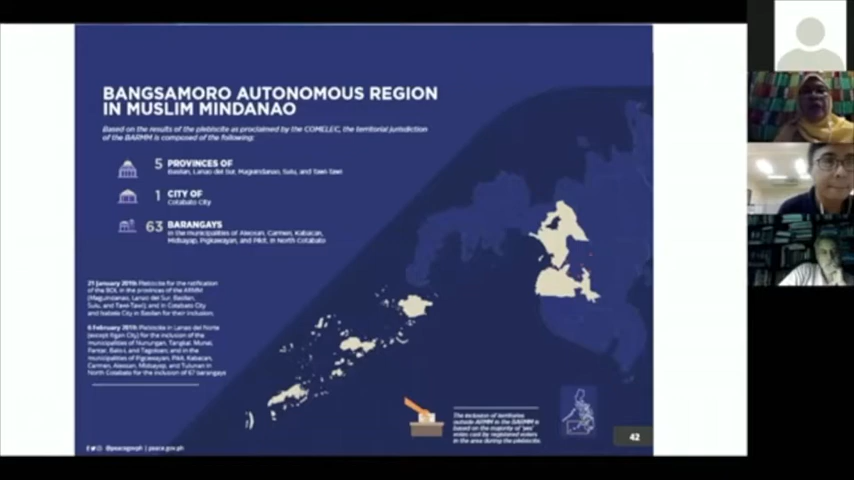 BANGSAMORO AUTONOMOUS REGION
IN MUSLIM MINDANAO
Based on the results of the plebiscite as proclaimed by the COMELEC, the territorial jurisdiction
of the BARMM is composed of the following:
5 PROVINCES OF
Basilan, Lanao del Sur, Maguindanao, Sulu, and Tawi-Tawi
1 CITY OF
Cotabato City
63 BARANGAYS
in the municipalities of Aleosan, Carmen, Kabacan,
Midsayap, Pigkawayan, and Pikit, in North Cotabato
21 January 2019: Plebiscite for the ratification
of the BOL in the provinces of the ARMM
(Maguindanao, Lanao del Sur, Basilan,
Sulu, and Tawi-Tawi); and in Cotabato City
and Isabela City in Basilan for their inclusion.
6 February 2019: Plebiscite in Lanao del Norte
(except Iligan City) for the inclusion of the
municipalities of Nunungan, Tangkal, Munai,
Pantar, Balo-i, and Tagoloan; and in the
municipalities of Pigcawayan, Pikit, Kabacan,
Carmen, Aleosan, Midsayap, and Tulunan in
North Cotabato for the inclusion of 67 barangays
The inclusion of territories
outside ARMM in the BARMM is
based on the majority of 'yes'
votes cast by registered voters
in the area during the plebiscite.
42
@peacegovph | peace.gov.ph